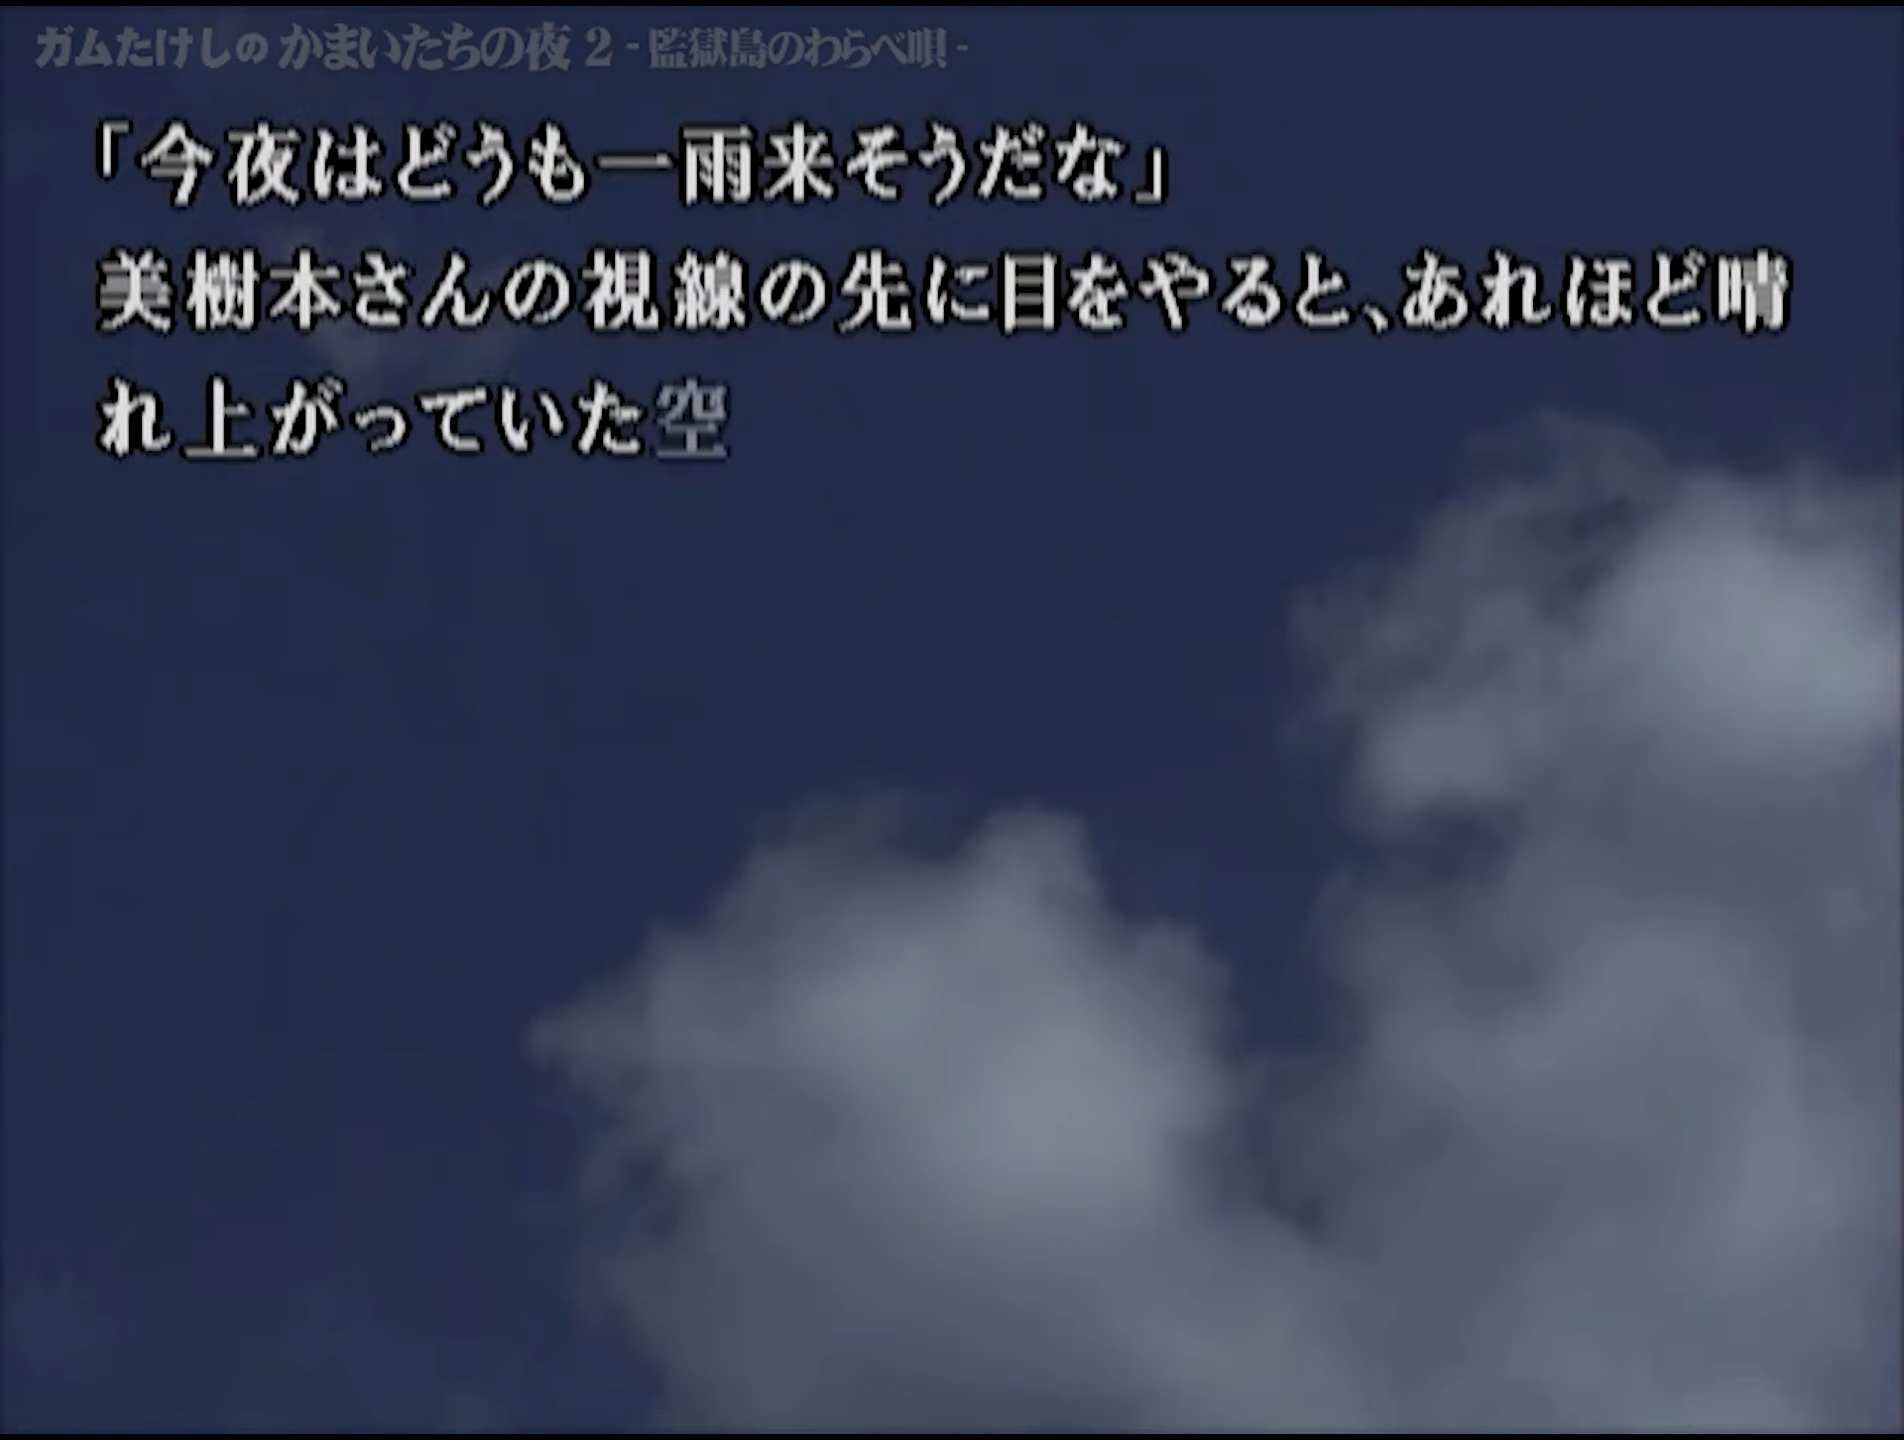 ガムたけしの かまいたちの夜 2 - 監獄島のわらべ唄 -
「今夜はどうも一雨来そうだな」
美樹本さんの視線の先に目をやると、あれほど晴
れ上がっていた空